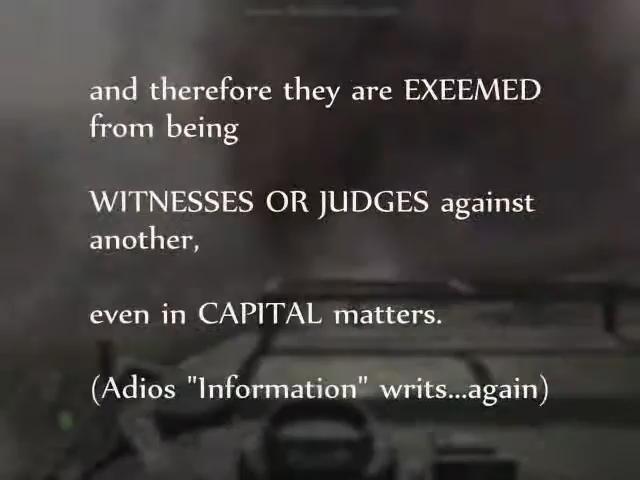 and therefore they are EXEEMED
from being
WITNESSES OR JUDGES against
another,
even in CAPITAL matters.
(Adios "Information" writs...again)